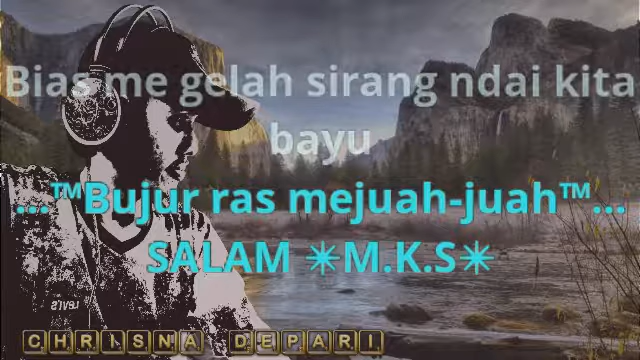 Bias me gelah sirang ndai kita
bayu
...™Bujur ras mejuah-juah™...
SALAM ✴M.K.S✴
CHRISNA DEPARI